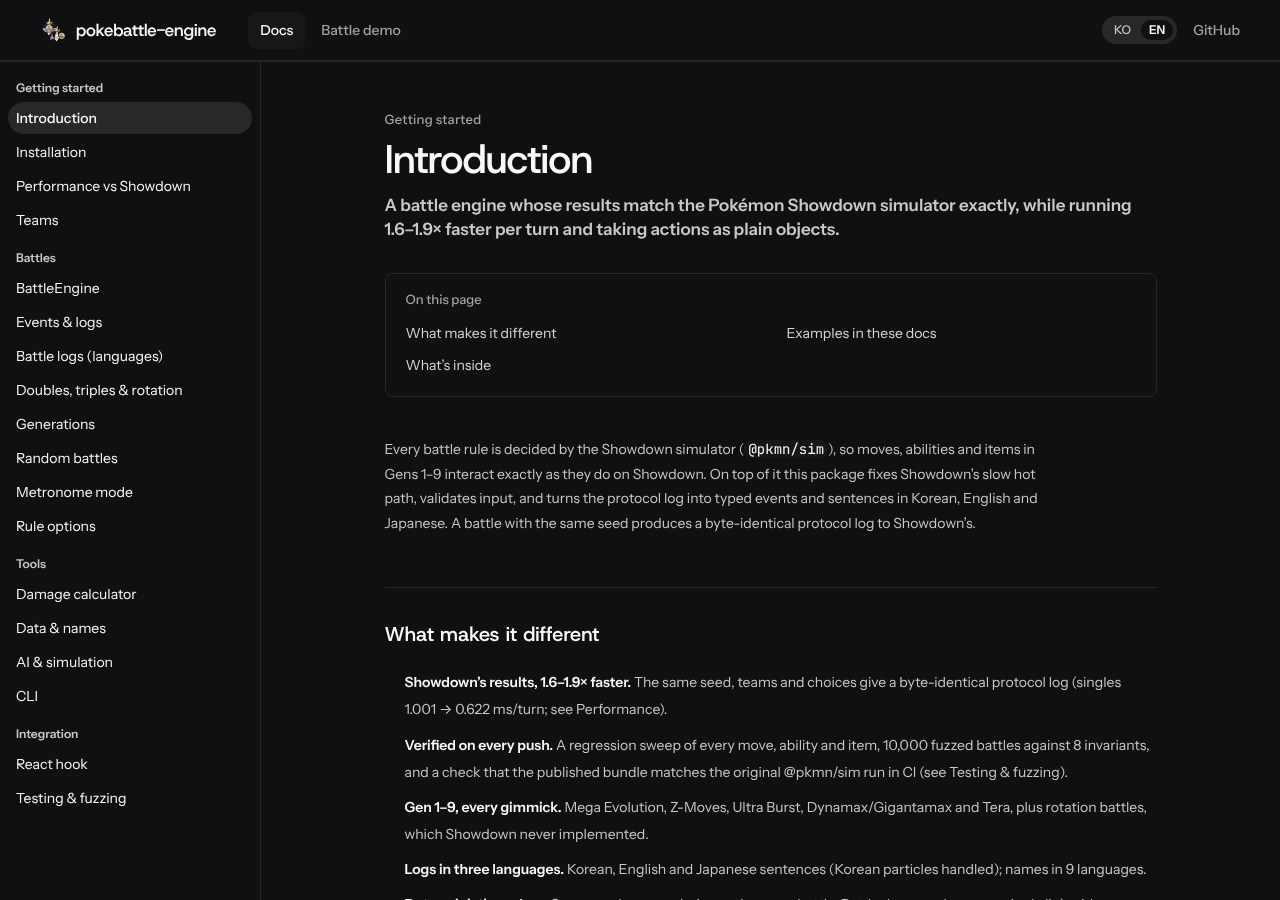 pokebattle-engine
Docs
Battle demo
KO
EN
GitHub
Getting started
Introduction
Installation
Performance vs Showdown
Teams
Battles
BattleEngine
Events & logs
Battle logs (languages)
Doubles, triples & rotation
Generations
Random battles
Metronome mode
Rule options
Tools
Damage calculator
Data & names
AI & simulation
CLI
Integration
React hook
Testing & fuzzing
Getting started
Introduction
A battle engine whose results match the Pokémon Showdown simulator exactly, while running
1.6–1.9× faster per turn and taking actions as plain objects.
On this page
What makes it different
Examples in these docs
What's inside
Every battle rule is decided by the Showdown simulator ( @pkmn/sim ), so moves, abilities and items in
Gens 1–9 interact exactly as they do on Showdown. On top of it this package fixes Showdown's slow hot
path, validates input, and turns the protocol log into typed events and sentences in Korean, English and
Japanese. A battle with the same seed produces a byte-identical protocol log to Showdown's.
What makes it different
Showdown's results, 1.6–1.9× faster. The same seed, teams and choices give a byte-identical protocol log (singles
1.001 → 0.622 ms/turn; see Performance).
Verified on every push. A regression sweep of every move, ability and item, 10,000 fuzzed battles against 8 invariants,
and a check that the published bundle matches the original @pkmn/sim run in CI (see Testing & fuzzing).
Gen 1–9, every gimmick. Mega Evolution, Z-Moves, Ultra Burst, Dynamax/Gigantamax and Tera, plus rotation battles,
which Showdown never implemented.
Logs in three languages. Korean, English and Japanese sentences (Korean particles handled); names in 9 languages.